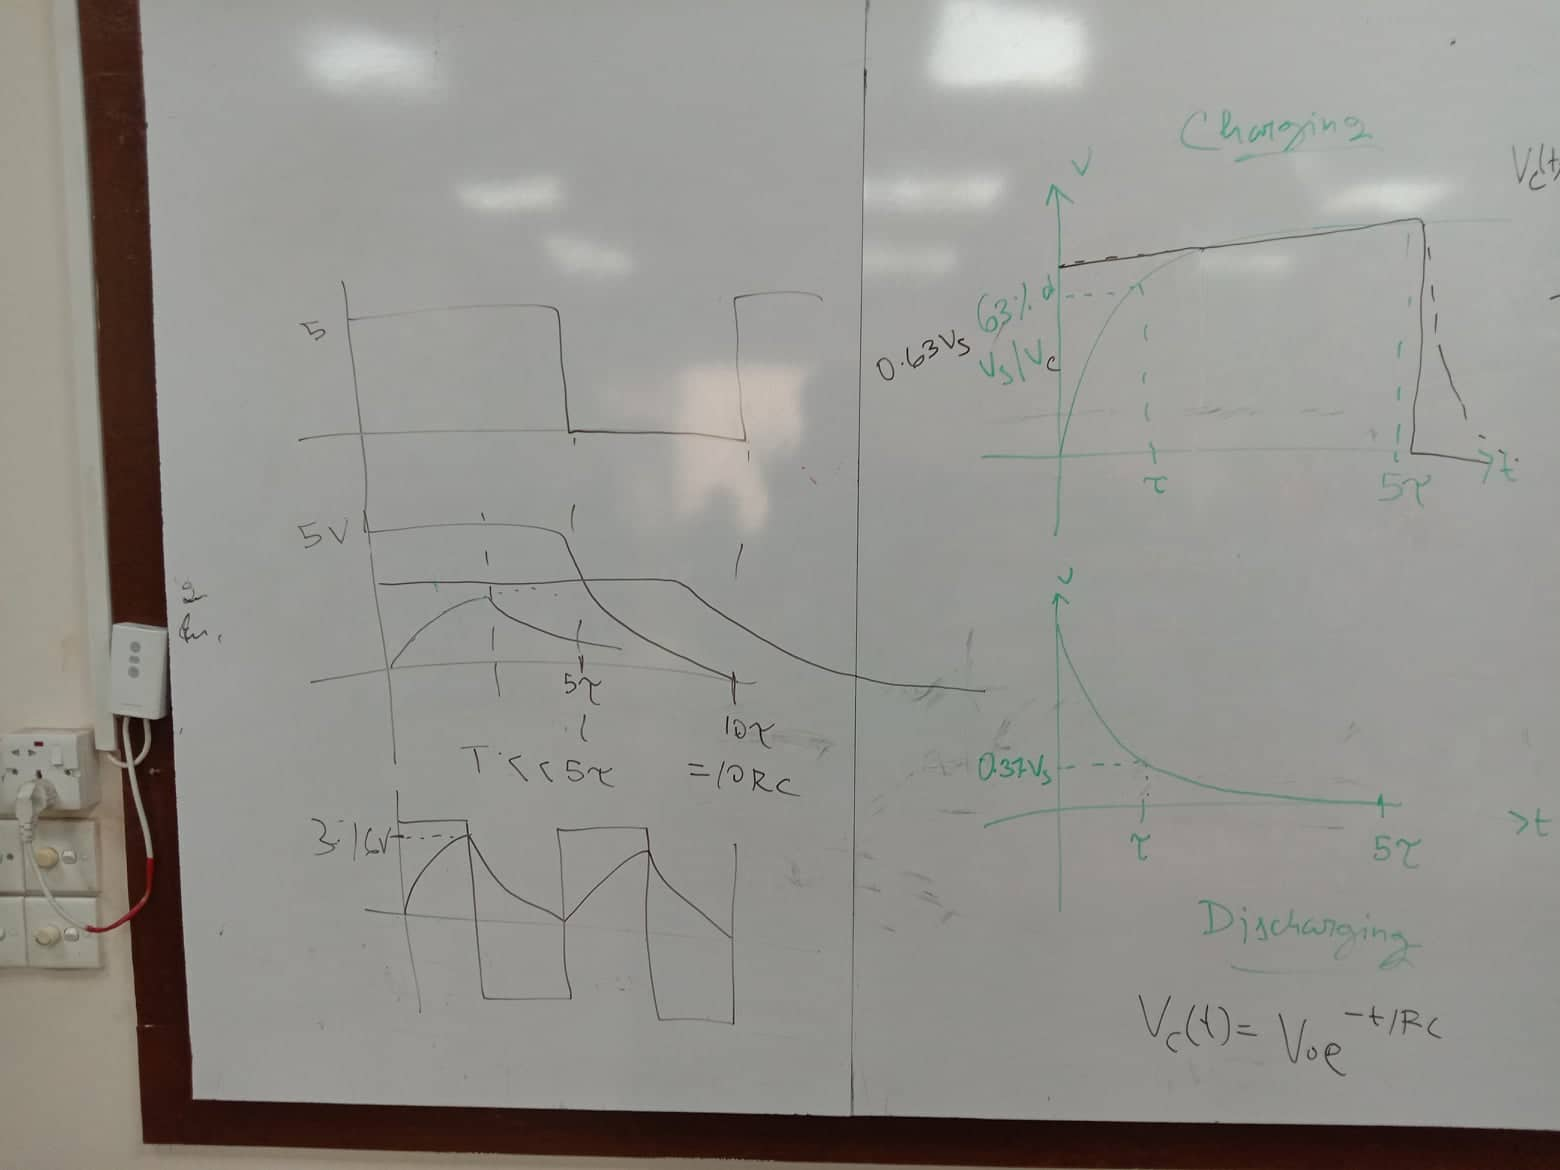 5
5V
5τ
10τ
T << 5τ
= 10RC
3.16V
Charging
V
63%
0.63Vs
Vs/Vc
τ
5τ
t
Vc(t
V
0.37Vs
τ
5τ
>t
Discharging
Vc(t) = V₀e^-t/RC